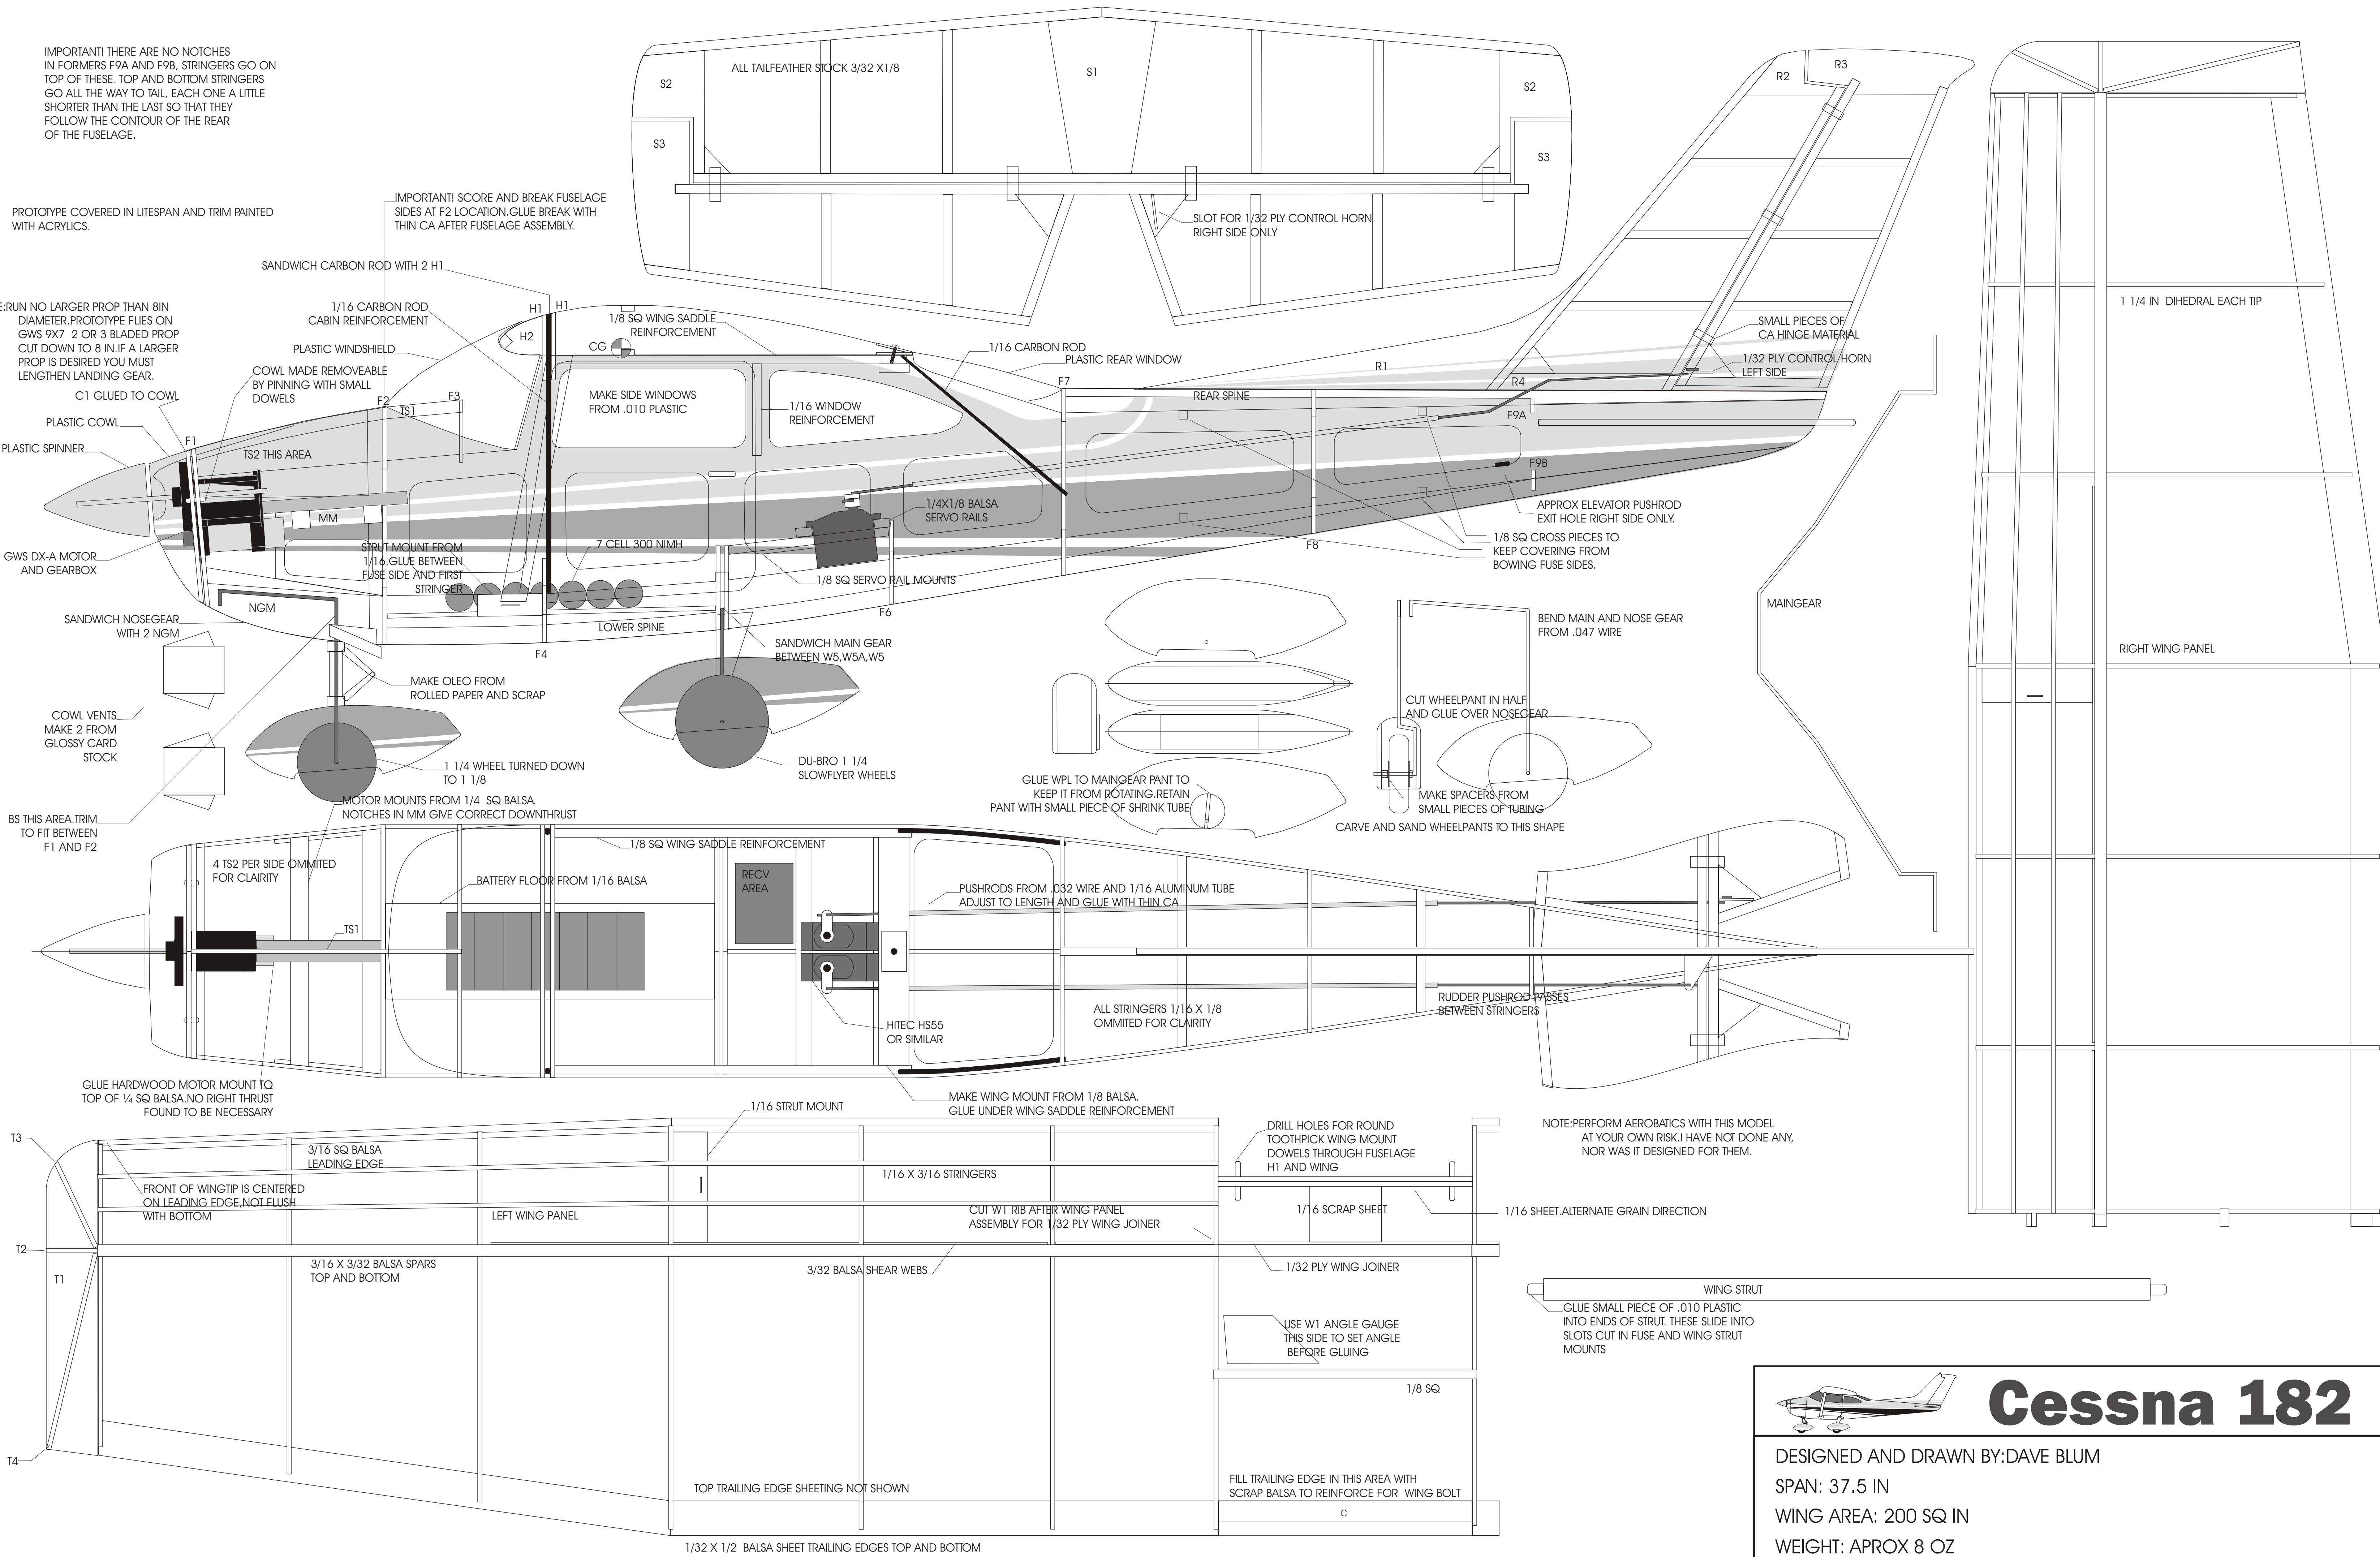 IMPORTANT! THERE ARE NO NOTCHES
IN FORMERS F9A AND F9B, STRINGERS GO ON
TOP OF THESE. TOP AND BOTTOM STRINGERS
GO ALL THE WAY TO TAIL, EACH ONE A LITTLE
SHORTER THAN THE LAST SO THAT THEY
FOLLOW THE CONTOUR OF THE REAR
OF THE FUSELAGE.
ALL TAILFEATHER STOCK 3/32 X1/8
S1
S2
S2
S3
S3
SLOT FOR 1/32 PLY CONTROL HORN
RIGHT SIDE ONLY
R2
R3
PROTOTYPE COVERED IN LITESPAN AND TRIM PAINTED
WITH ACRYLICS.
IMPORTANT! SCORE AND BREAK FUSELAGE
SIDES AT F2 LOCATION.GLUE BREAK WITH
THIN CA AFTER FUSELAGE ASSEMBLY.
SANDWICH CARBON ROD WITH 2 H1
E:RUN NO LARGER PROP THAN 8IN
DIAMETER.PROTOTYPE FLIES ON
GWS 9X7 2 OR 3 BLADED PROP
CUT DOWN TO 8 IN.IF A LARGER
PROP IS DESIRED YOU MUST
LENGTHEN LANDING GEAR.
1/16 CARBON ROD
CABIN REINFORCEMENT
H1
H1
H2
1/8 SQ WING SADDLE
REINFORCEMENT
CG
PLASTIC WINDSHIELD
COWL MADE REMOVEABLE
BY PINNING WITH SMALL
DOWELS
C1 GLUED TO COWL
PLASTIC COWL
PLASTIC SPINNER
F1
F2
TS1
F3
TS2 THIS AREA
MAKE SIDE WINDOWS
FROM .010 PLASTIC
1/16 WINDOW
REINFORCEMENT
1/16 CARBON ROD
PLASTIC REAR WINDOW
F7
REAR SPINE
R1
R4
F9A
F9B
SMALL PIECES OF
CA HINGE MATERIAL
1/32 PLY CONTROL HORN
LEFT SIDE
1 1/4 IN DIHEDRAL EACH TIP
MM
GWS DX-A MOTOR
AND GEARBOX
STRUT MOUNT FROM
1/16.GLUE BETWEEN
FUSE SIDE AND FIRST
STRINGER
7 CELL 300 NIMH
1/4X1/8 BALSA
SERVO RAILS
1/8 SQ SERVO RAIL MOUNTS
F6
F8
APPROX ELEVATOR PUSHROD
EXIT HOLE RIGHT SIDE ONLY.
1/8 SQ CROSS PIECES TO
KEEP COVERING FROM
BOWING FUSE SIDES.
NGM
SANDWICH NOSEGEAR
WITH 2 NGM
LOWER SPINE
F4
SANDWICH MAIN GEAR
BETWEEN W5,W5A,W5
BEND MAIN AND NOSE GEAR
FROM .047 WIRE
MAINGEAR
RIGHT WING PANEL
MAKE OLEO FROM
ROLLED PAPER AND SCRAP
COWL VENTS
MAKE 2 FROM
GLOSSY CARD
STOCK
CUT WHEELPANT IN HALF
AND GLUE OVER NOSEGEAR
1 1/4 WHEEL TURNED DOWN
TO 1 1/8
DU-BRO 1 1/4
SLOWFLYER WHEELS
GLUE WPL TO MAINGEAR PANT TO
KEEP IT FROM ROTATING.RETAIN
PANT WITH SMALL PIECE OF SHRINK TUBE
MAKE SPACERS FROM
SMALL PIECES OF TUBING
CARVE AND SAND WHEELPANTS TO THIS SHAPE
BS THIS AREA.TRIM
TO FIT BETWEEN
F1 AND F2
MOTOR MOUNTS FROM 1/4 SQ BALSA.
NOTCHES IN MM GIVE CORRECT DOWNTHRUST
4 TS2 PER SIDE OMMITED
FOR CLAIRITY
1/8 SQ WING SADDLE REINFORCEMENT
BATTERY FLOOR FROM 1/16 BALSA
RECV
AREA
PUSHRODS FROM .032 WIRE AND 1/16 ALUMINUM TUBE
ADJUST TO LENGTH AND GLUE WITH THIN CA
TS1
HITEC HS55
OR SIMILAR
ALL STRINGERS 1/16 X 1/8
OMMITED FOR CLAIRITY
RUDDER PUSHROD PASSES
BETWEEN STRINGERS
GLUE HARDWOOD MOTOR MOUNT TO
TOP OF ¼ SQ BALSA.NO RIGHT THRUST
FOUND TO BE NECESSARY
MAKE WING MOUNT FROM 1/8 BALSA.
GLUE UNDER WING SADDLE REINFORCEMENT
1/16 STRUT MOUNT
T3
3/16 SQ BALSA
LEADING EDGE
FRONT OF WINGTIP IS CENTERED
ON LEADING EDGE,NOT FLUSH
WITH BOTTOM
1/16 X 3/16 STRINGERS
LEFT WING PANEL
CUT W1 RIB AFTER WING PANEL
ASSEMBLY FOR 1/32 PLY WING JOINER
DRILL HOLES FOR ROUND
TOOTHPICK WING MOUNT
DOWELS THROUGH FUSELAGE
H1 AND WING
1/16 SCRAP SHEET
1/16 SHEET.ALTERNATE GRAIN DIRECTION
NOTE:PERFORM AEROBATICS WITH THIS MODEL
AT YOUR OWN RISK.I HAVE NOT DONE ANY,
NOR WAS IT DESIGNED FOR THEM.
T2
T1
3/16 X 3/32 BALSA SPARS
TOP AND BOTTOM
3/32 BALSA SHEAR WEBS
1/32 PLY WING JOINER
WING STRUT
GLUE SMALL PIECE OF .010 PLASTIC
INTO ENDS OF STRUT. THESE SLIDE INTO
SLOTS CUT IN FUSE AND WING STRUT
MOUNTS
USE W1 ANGLE GAUGE
THIS SIDE TO SET ANGLE
BEFORE GLUING
1/8 SQ
T4
TOP TRAILING EDGE SHEETING NOT SHOWN
FILL TRAILING EDGE IN THIS AREA WITH
SCRAP BALSA TO REINFORCE FOR WING BOLT
1/32 X 1/2 BALSA SHEET TRAILING EDGES TOP AND BOTTOM
Cessna 182
DESIGNED AND DRAWN BY:DAVE BLUM
SPAN: 37.5 IN
WING AREA: 200 SQ IN
WEIGHT: APROX 8 OZ